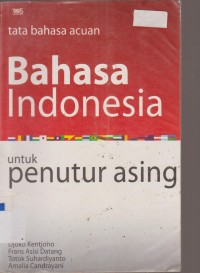 tata bahasa acuan
Bahasa
Indonesia
untuk
penutur asing
Djoko Kentjono
Frans Asisi Datang
Totok Suhardiyanto
Amalia Candrayani